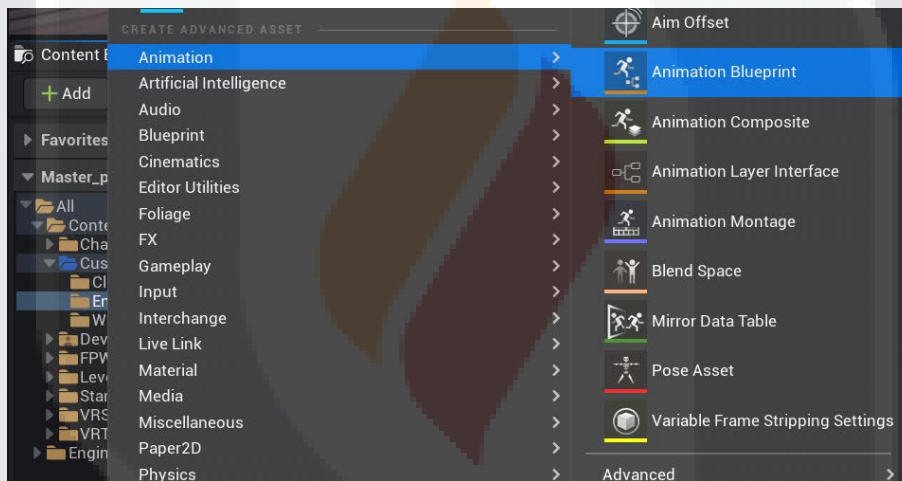 CREATE ADVANCED ASSET
Content
+ Add
Favorites
Master_p
All
Conte
Cha
Cus
Cl
En
W
Dev
FPW
Leve
Star
VRS
VRT
Engin
Animation
Artificial Intelligence
Audio
Blueprint
Cinematics
Editor Utilities
Foliage
FX
Gameplay
Input
Interchange
Live Link
Material
Media
Miscellaneous
Paper2D
Physics
Aim Offset
Animation Blueprint
Animation Composite
Animation Layer Interface
Animation Montage
Blend Space
Mirror Data Table
Pose Asset
Variable Frame Stripping Settings
Advanced